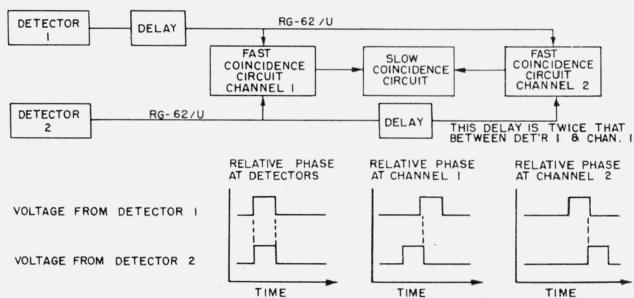 DETECTOR
1
DELAY
RG-62/U
FAST
COINCIDENCE
CIRCUIT
CHANNEL 1
SLOW
COINCIDENCE
CIRCUIT
FAST
COINCIDENCE
CIRCUIT
CHANNEL 2
DETECTOR
2
RG-62/U
DELAY
THIS DELAY IS TWICE THAT
BETWEEN DET'R 1 & CHAN. 1
RELATIVE PHASE
AT DETECTORS
RELATIVE PHASE
AT CHANNEL 1
RELATIVE PHASE
AT CHANNEL 2
VOLTAGE FROM DETECTOR 1
VOLTAGE FROM DETECTOR 2
TIME
TIME
TIME